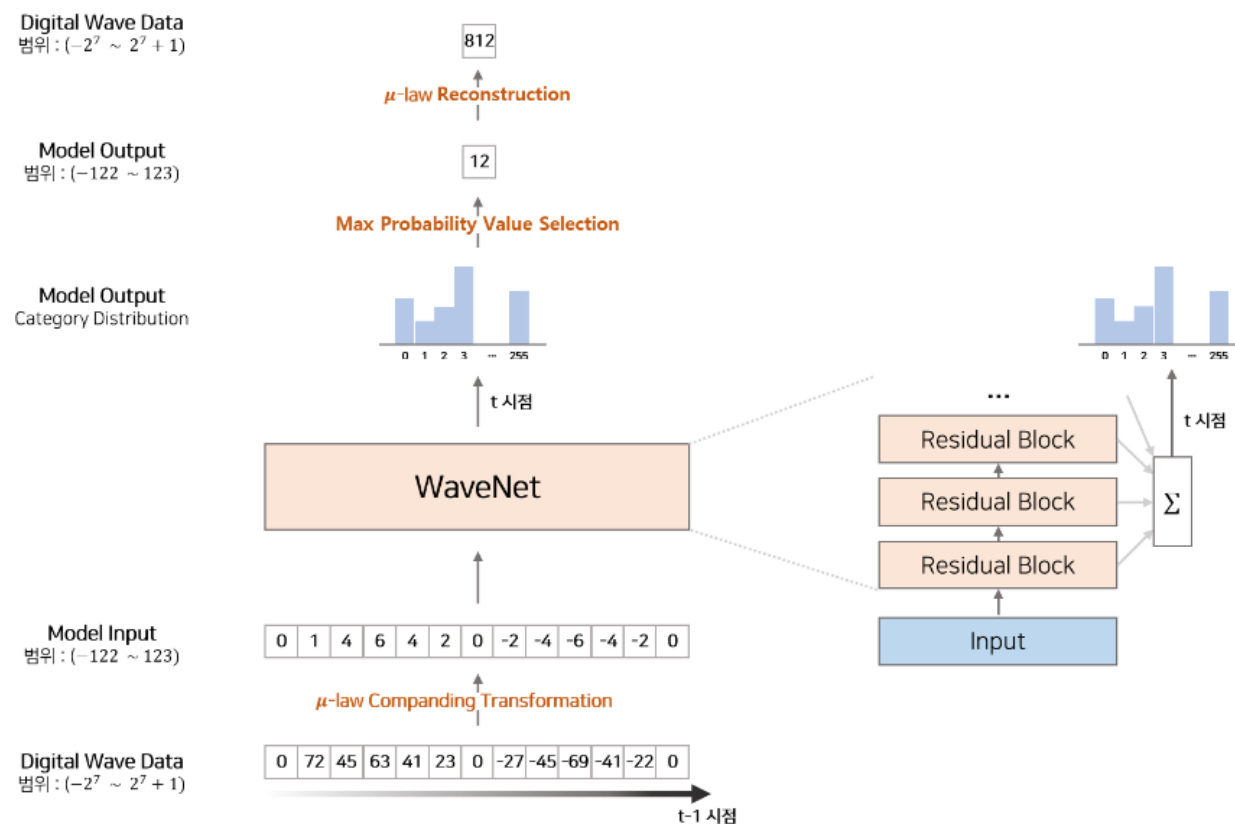 Digital Wave Data
범위 : (−2⁷ ~ 2⁷ + 1)
812
μ-law Reconstruction
Model Output
범위 : (−122 ~ 123)
12
Max Probability Value Selection
Model Output
Category Distribution
0 1 2 3 ... 255
t 시점
0 1 2 3 ... 255
t 시점
WaveNet
...
Residual Block
Residual Block
Residual Block
Σ
Input
Model Input
범위 : (−122 ~ 123)
0 1 4 6 4 2 0 -2 -4 -6 -4 -2 0
μ-law Companding Transformation
Digital Wave Data
범위 : (−2⁷ ~ 2⁷ + 1)
0 72 45 63 41 23 0 -27 -45 -69 -41 -22 0
t-1 시점